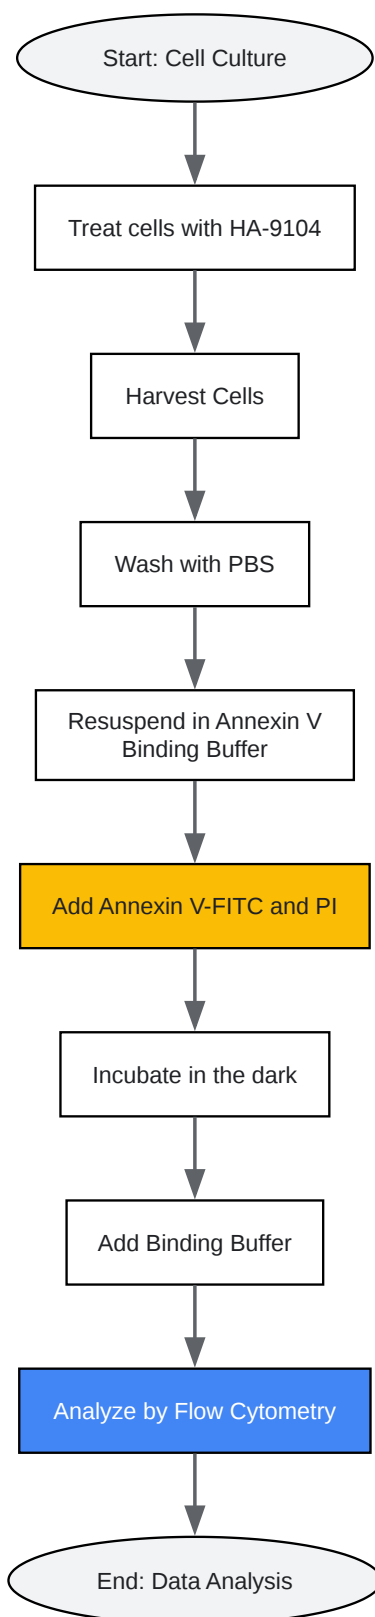 Start: Cell Culture
Treat cells with HA-9104
Harvest Cells
Wash with PBS
Resuspend in Annexin V
Binding Buffer
Add Annexin V-FITC and PI
Incubate in the dark
Add Binding Buffer
Analyze by Flow Cytometry
End: Data Analysis